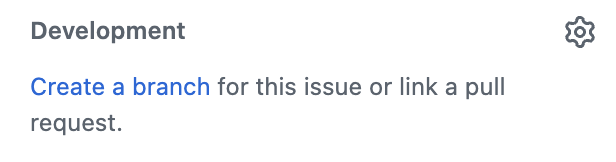 Development
Create a branch for this issue or link a pull
request.